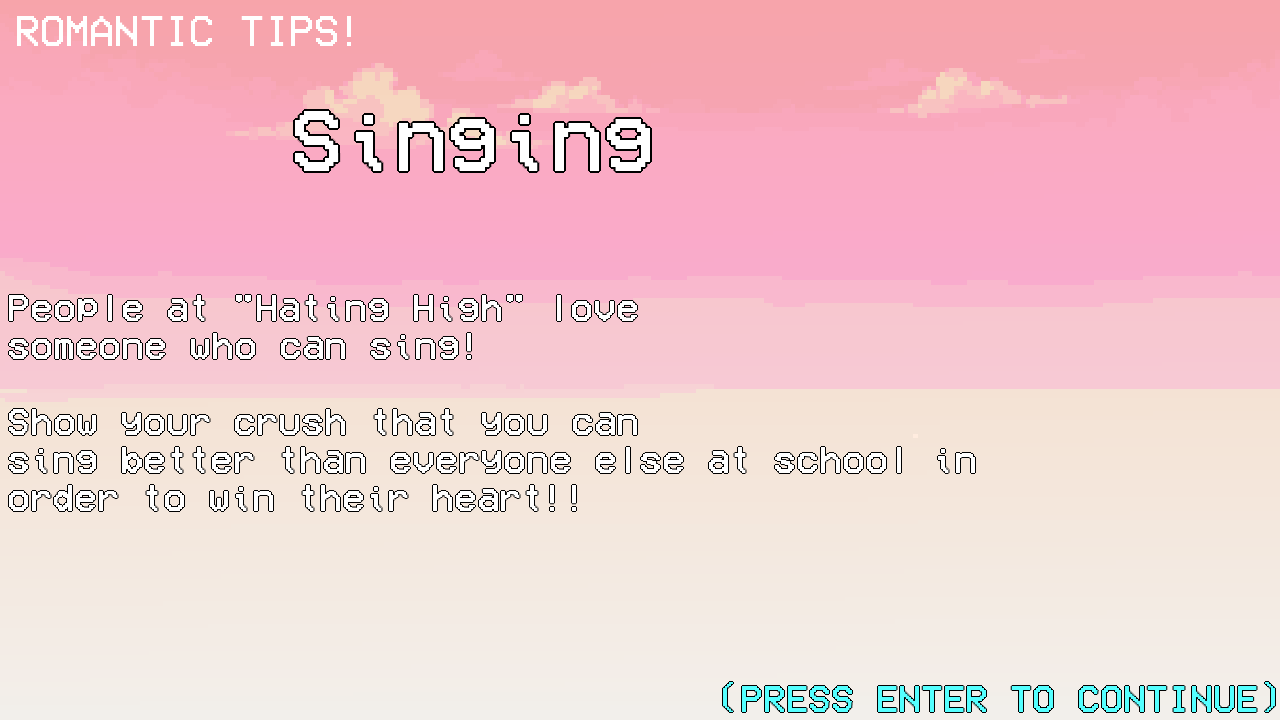 ROMANTIC TIPS!
Singing
People at "Hating High" love
someone who can sing!
Show your crush that you can
sing better than everyone else at school in
order to win their heart!!
(PRESS ENTER TO CONTINUE)